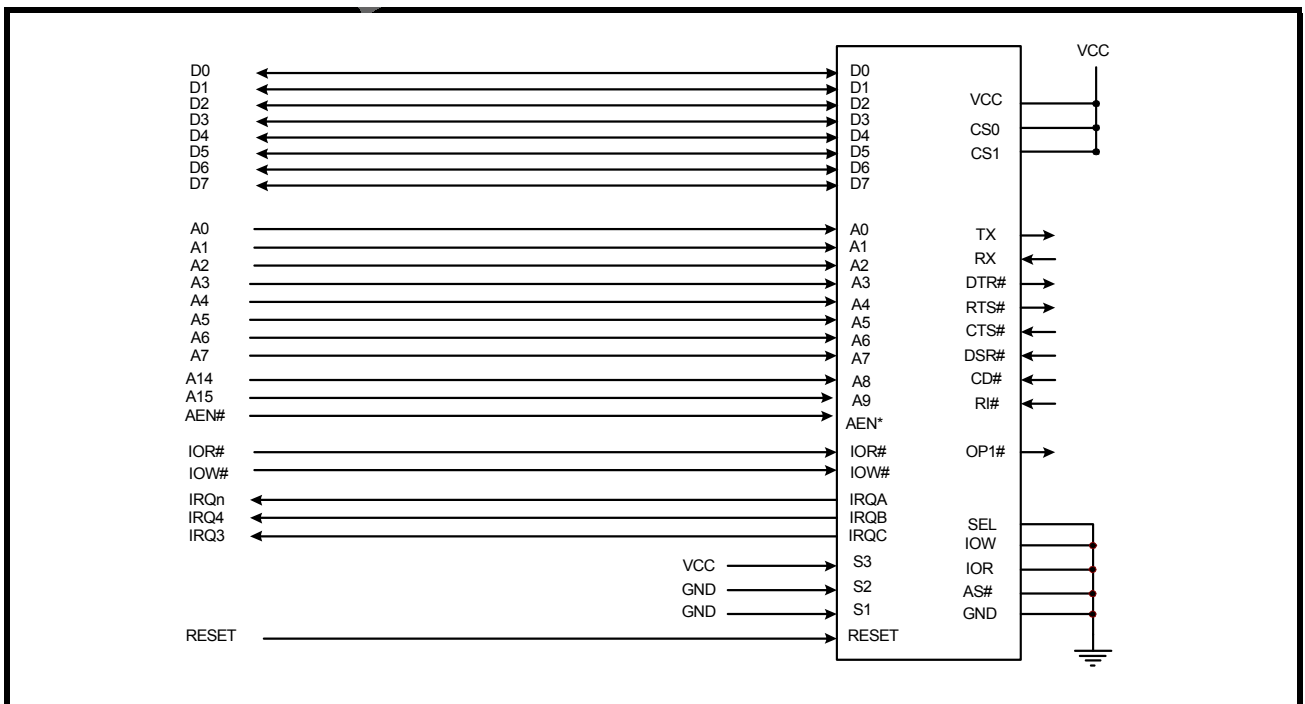 VCC
D0 D0
D1 D1
D2 D2
D3 D3
D4 D4
D5 D5
D6 D6
D7 D7
VCC
CS0
CS1
A0 A0
A1 A1
A2 A2
A3 A3
A4 A4
A5 A5
A6 A6
A7 A7
A14 A8
A15 A9
AEN# AEN*
TX
RX
DTR#
RTS#
CTS#
DSR#
CD#
RI#
IOR# IOR# OP1#
IOW# IOW#
IRQn IRQA
IRQ4 IRQB
IRQ3 IRQC
VCC S3
GND S2
GND S1
SEL
IOW
IOR
AS#
GND
RESET RESET